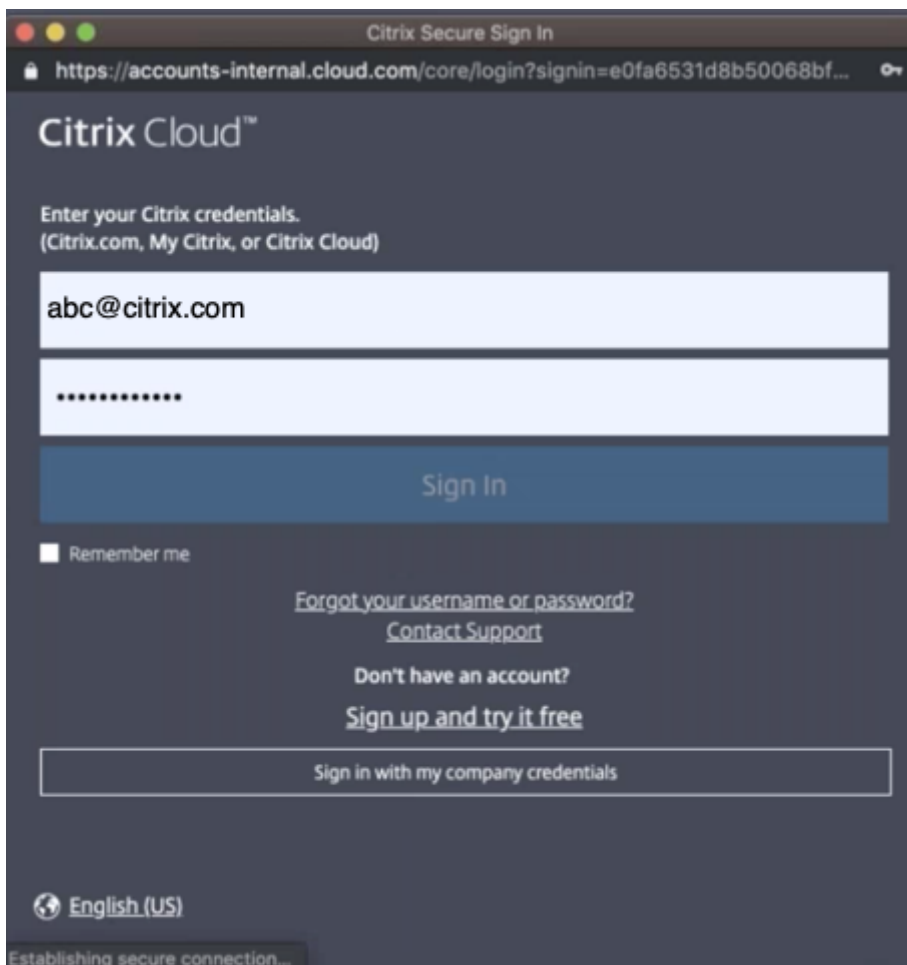 Citrix Secure Sign In
https://accounts-internal.cloud.com/core/login?signin=e0fa6531d8b50068bf...
Citrix Cloud™
Enter your Citrix credentials.
(Citrix.com, My Citrix, or Citrix Cloud)
abc@citrix.com
••••••••••••
Sign In
Remember me
Forgot your username or password?
Contact Support
Don't have an account?
Sign up and try it free
Sign in with my company credentials
English (US)
Establishing secure connection...